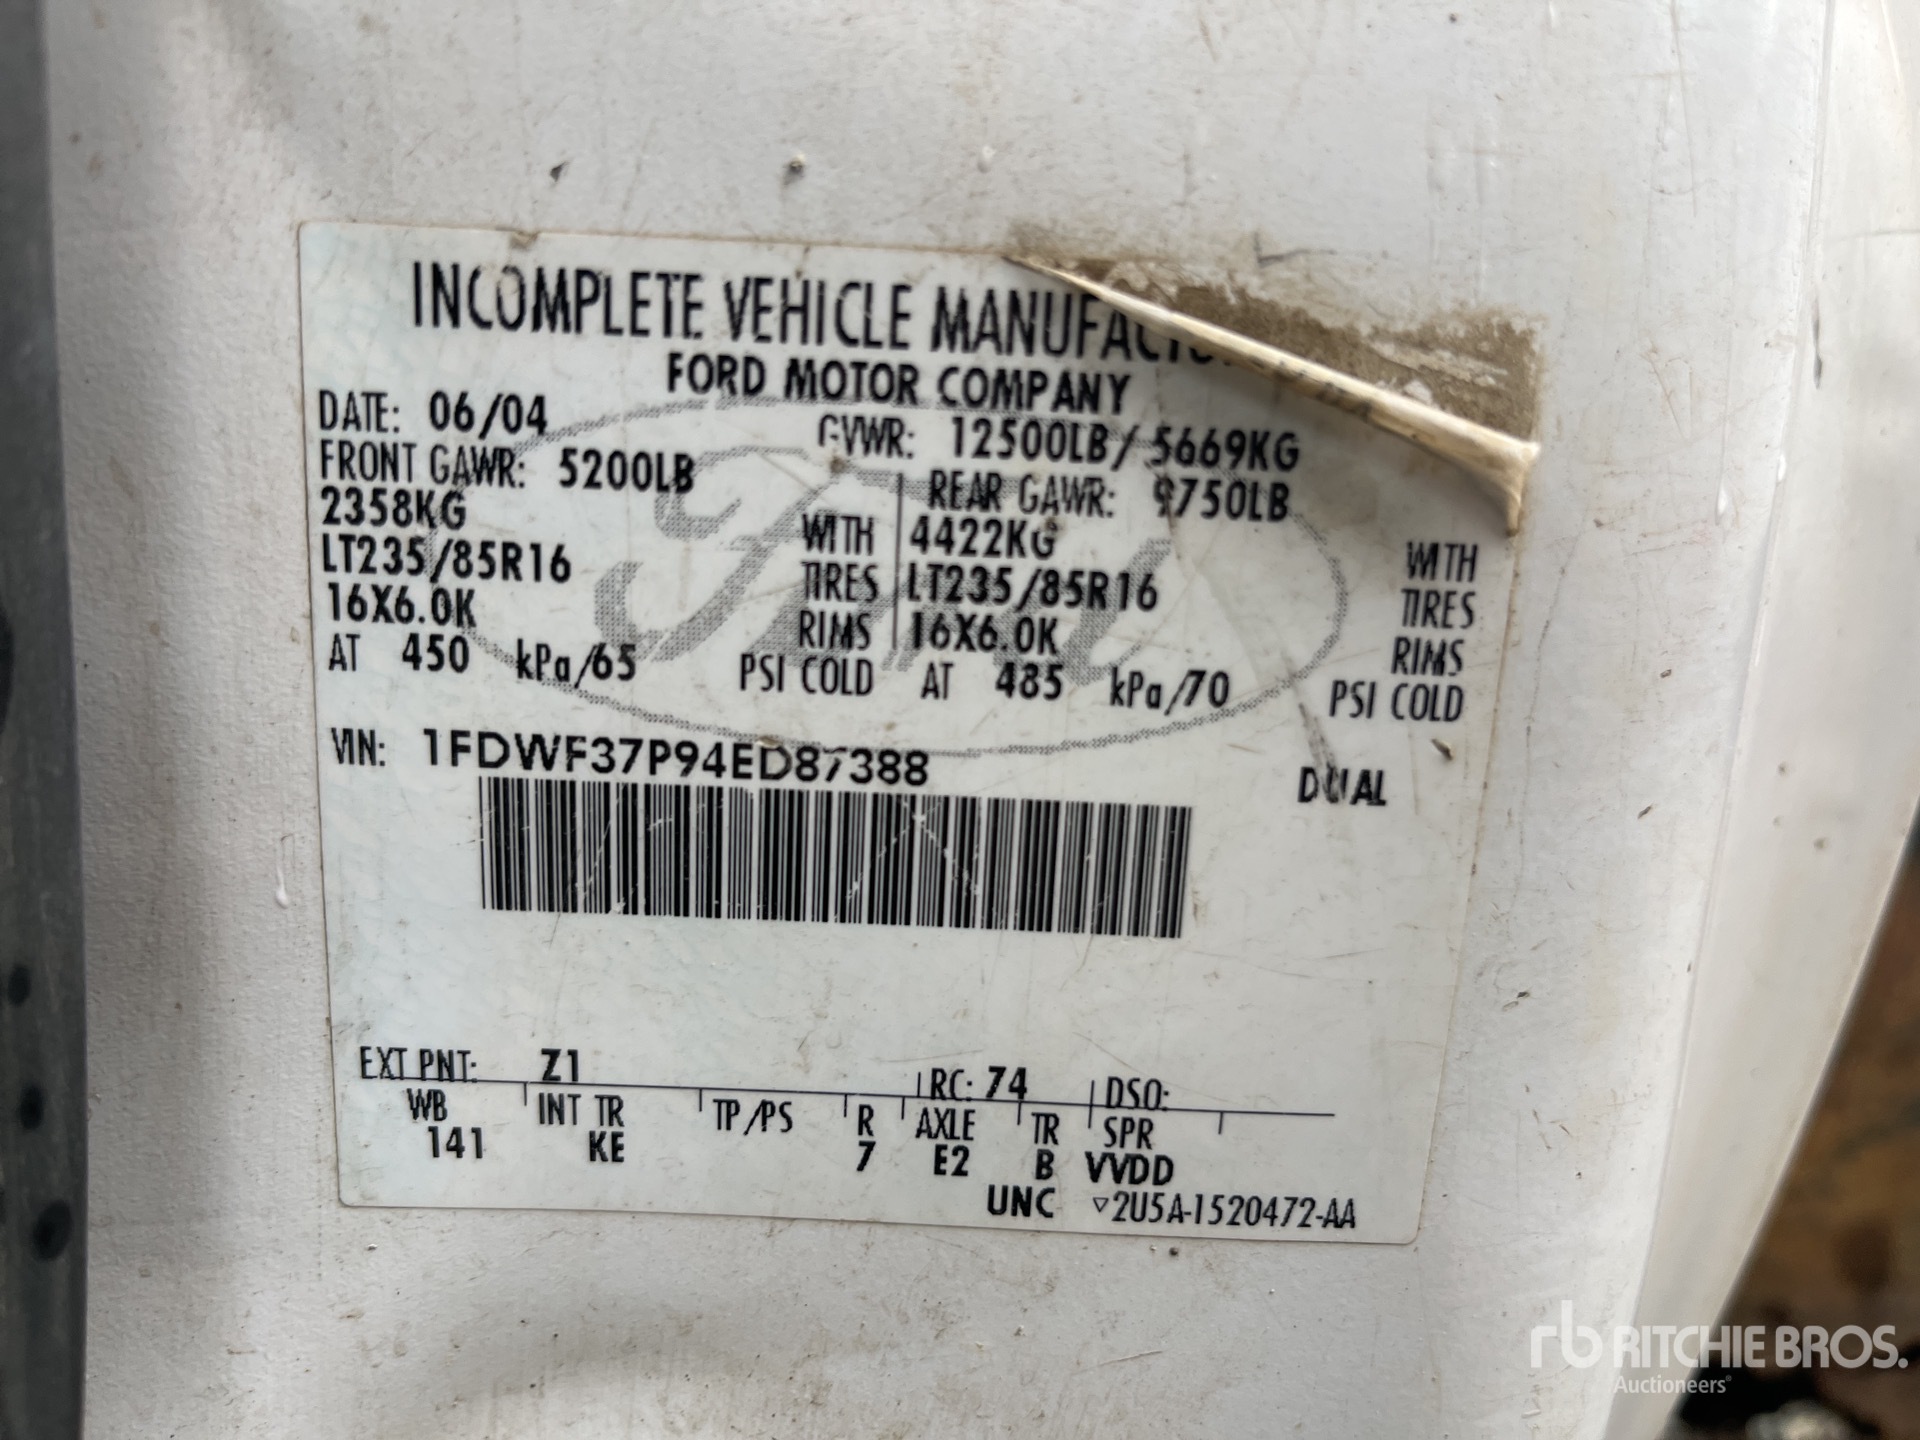 INCOMPLETE VEHICLE MANUFACTURED
FORD MOTOR COMPANY
DATE: 06/04 GVWR: 12500LB / 5669KG
FRONT GAWR: 5200LB REAR GAWR: 9750LB
2358KG WITH 4422KG WITH
LT235/85R16 TIRES LT235/85R16 TIRES
16X6.0K RIMS 16X6.0K RIMS
AT 450 kPa/65 PSI COLD AT 485 kPa/70 PSI COLD
VIN: 1FDWF37P94ED87388
DUAL
EXT PNT: Z1 RC: 74 DSO:
WB INT TR TP/PS R AXLE TR SPR
141 KE 7 E2 B VVDD
UNC ▽2U5A-1520472-AA
rb RITCHIE BROS.
Auctioneers®